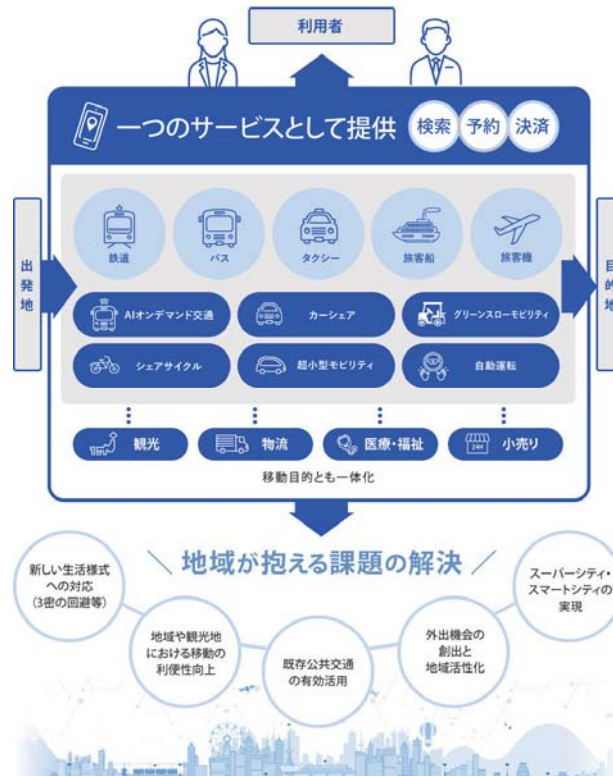 利用者
一つのサービスとして提供
検索
予約
決済
出発地
目的地
鉄道
バス
タクシー
旅客船
旅客機
AIオンデマンド交通
カーシェア
グリーンスローモビリティ
シェアサイクル
超小型モビリティ
自動運転
観光
物流
医療・福祉
24H
小売り
移動目的とも一体化
地域が抱える課題の解決
新しい生活様式
への対応
(3密の回避等)
地域や観光地
における移動の
利便性向上
既存公共交通
の有効活用
外出機会の
創出と
地域活性化
スーパーシティ・
スマートシティの
実現